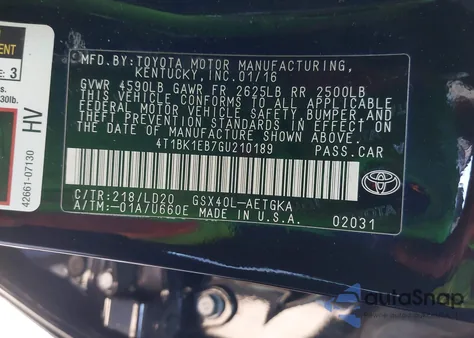 MFD.BY: TOYOTA MOTOR MANUFACTURING,
KENTUCKY, INC. 01/16
GVWR 4590LB GAWR FR 2625LB RR 2500LB
THIS VEHICLE CONFORMS TO ALL APPLICABLE
FEDERAL MOTOR VEHICLE SAFETY, BUMPER, AND
THEFT PREVENTION STANDARDS IN EFFECT ON THE
DATE OF MANUFACTURE SHOWN ABOVE.
4T1BK1EB7GU210189 PASS.CAR
C/TR: 218/LD20 GSX40L-AETGKA
A/TM: -01A/U660E MADE IN U.S.A.
02031
TOYOTA
3
HV
42661-07130
AutoSnap